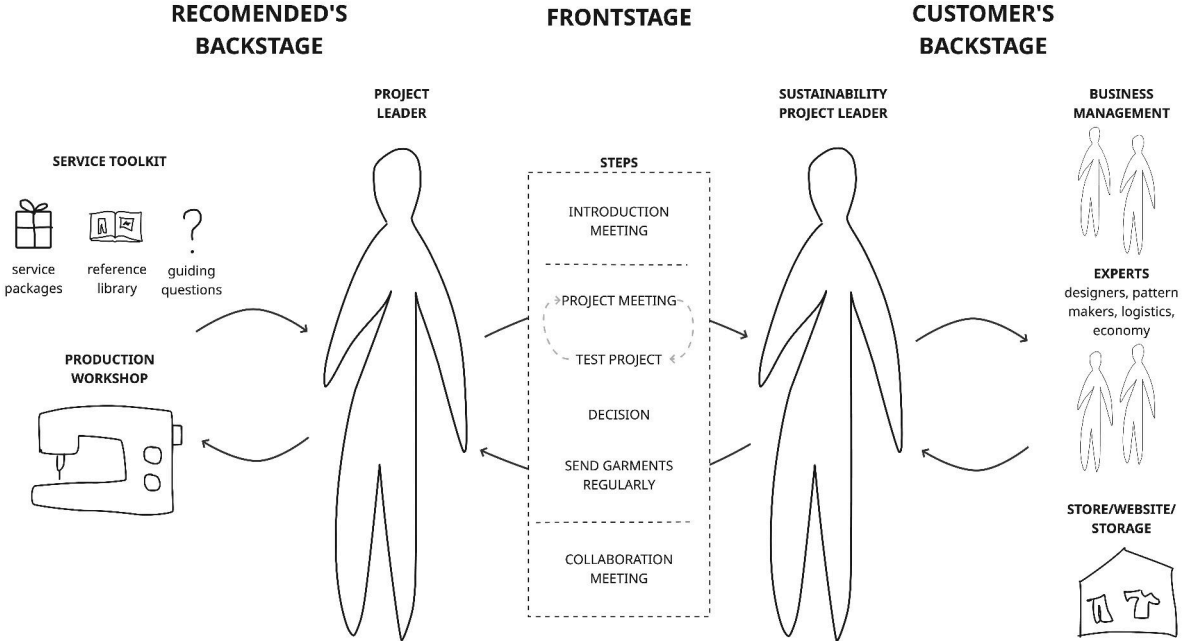 RECOMENDED'S
BACKSTAGE
FRONTSTAGE
CUSTOMER'S
BACKSTAGE
PROJECT
LEADER
SUSTAINABILITY
PROJECT LEADER
BUSINESS
MANAGEMENT
SERVICE TOOLKIT
service
packages
reference
library
guiding
questions
PRODUCTION
WORKSHOP
STEPS
INTRODUCTION
MEETING
PROJECT MEETING
TEST PROJECT
DECISION
SEND GARMENTS
REGULARLY
COLLABORATION
MEETING
EXPERTS
designers, pattern
makers, logistics,
economy
STORE/WEBSITE/
STORAGE